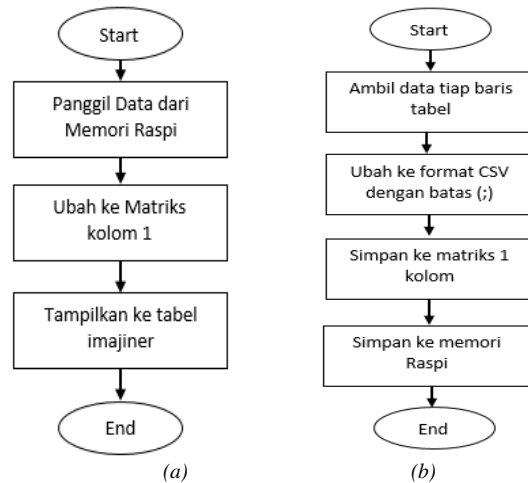 Start
Panggil Data dari
Memori Raspi
Ubah ke Matriks
kolom 1
Tampilkan ke tabel
imajiner
End
(a)
Start
Ambil data tiap baris
tabel
Ubah ke format CSV
dengan batas (;)
Simpan ke matriks 1
kolom
Simpan ke memori
Raspi
End
(b)